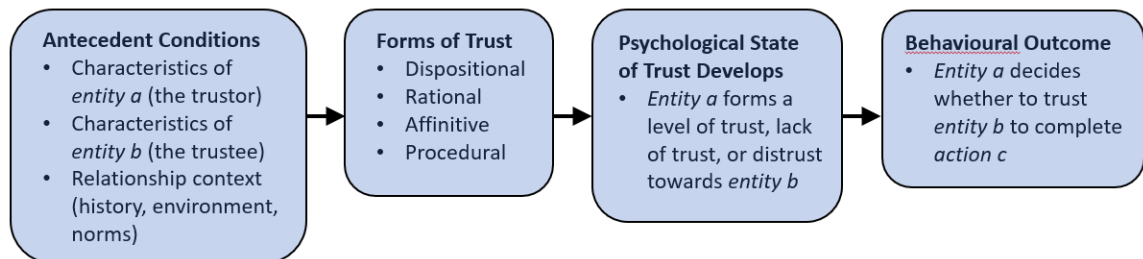 Antecedent Conditions
• Characteristics of
entity a (the trustor)
• Characteristics of
entity b (the trustee)
• Relationship context
(history, environment,
norms)
Forms of Trust
• Dispositional
• Rational
• Affinitive
• Procedural
Psychological State
of Trust Develops
• Entity a forms a
level of trust, lack
of trust, or distrust
towards entity b
Behavioural Outcome
• Entity a decides
whether to trust
entity b to complete
action c